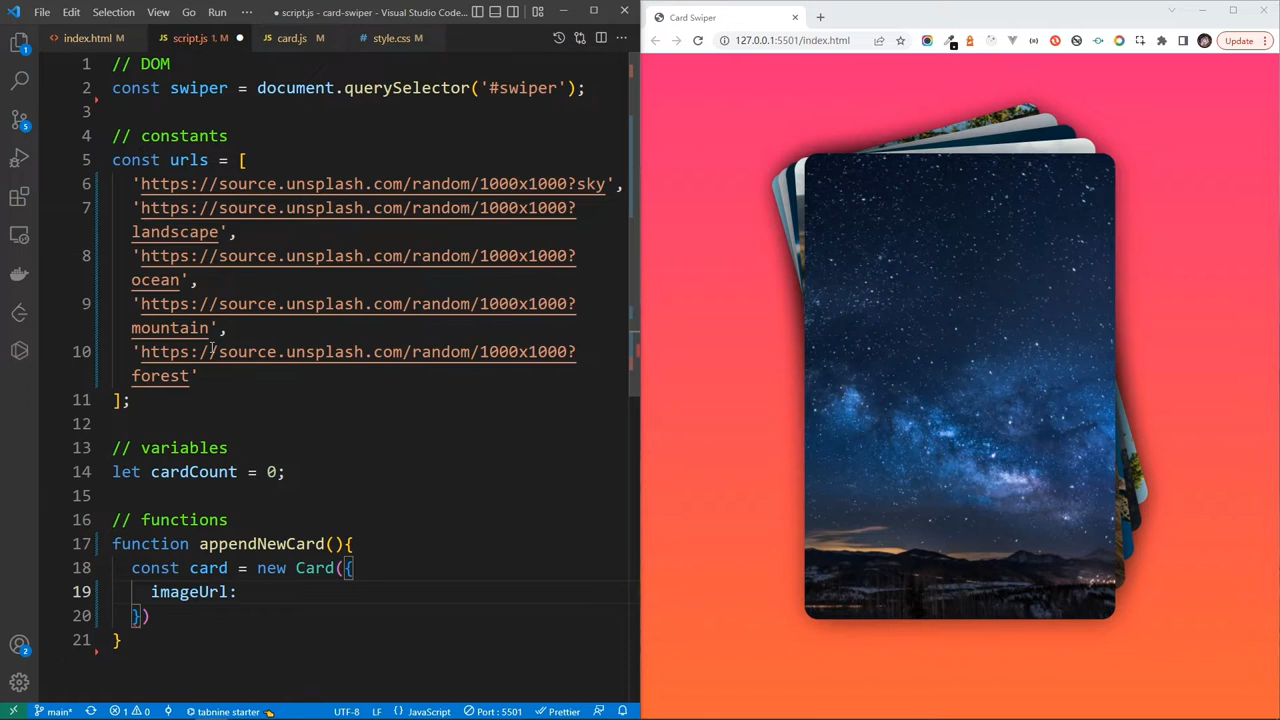 File Edit Selection View Go Run ··· script.js - card-swiper - Visual Studio Code...
index.html M script.js 1, M card.js M style.css M
1 // DOM
2 const swiper = document.querySelector('#swiper');
3
4 // constants
5 const urls = [
6 'https://source.unsplash.com/random/1000x1000?sky',
7 'https://source.unsplash.com/random/1000x1000?
landscape',
8 'https://source.unsplash.com/random/1000x1000?
ocean',
9 'https://source.unsplash.com/random/1000x1000?
mountain',
10 'https://source.unsplash.com/random/1000x1000?
forest'
11 ];
12
13 // variables
14 let cardCount = 0;
15
16 // functions
17 function appendNewCard(){
18 const card = new Card({
19 imageUrl:
20 })
21 }
1
5
2
main* 1 0 tabnine starter UTF-8 LF JavaScript Port : 5501 Prettier
Card Swiper
127.0.0.1:5501/index.html Update